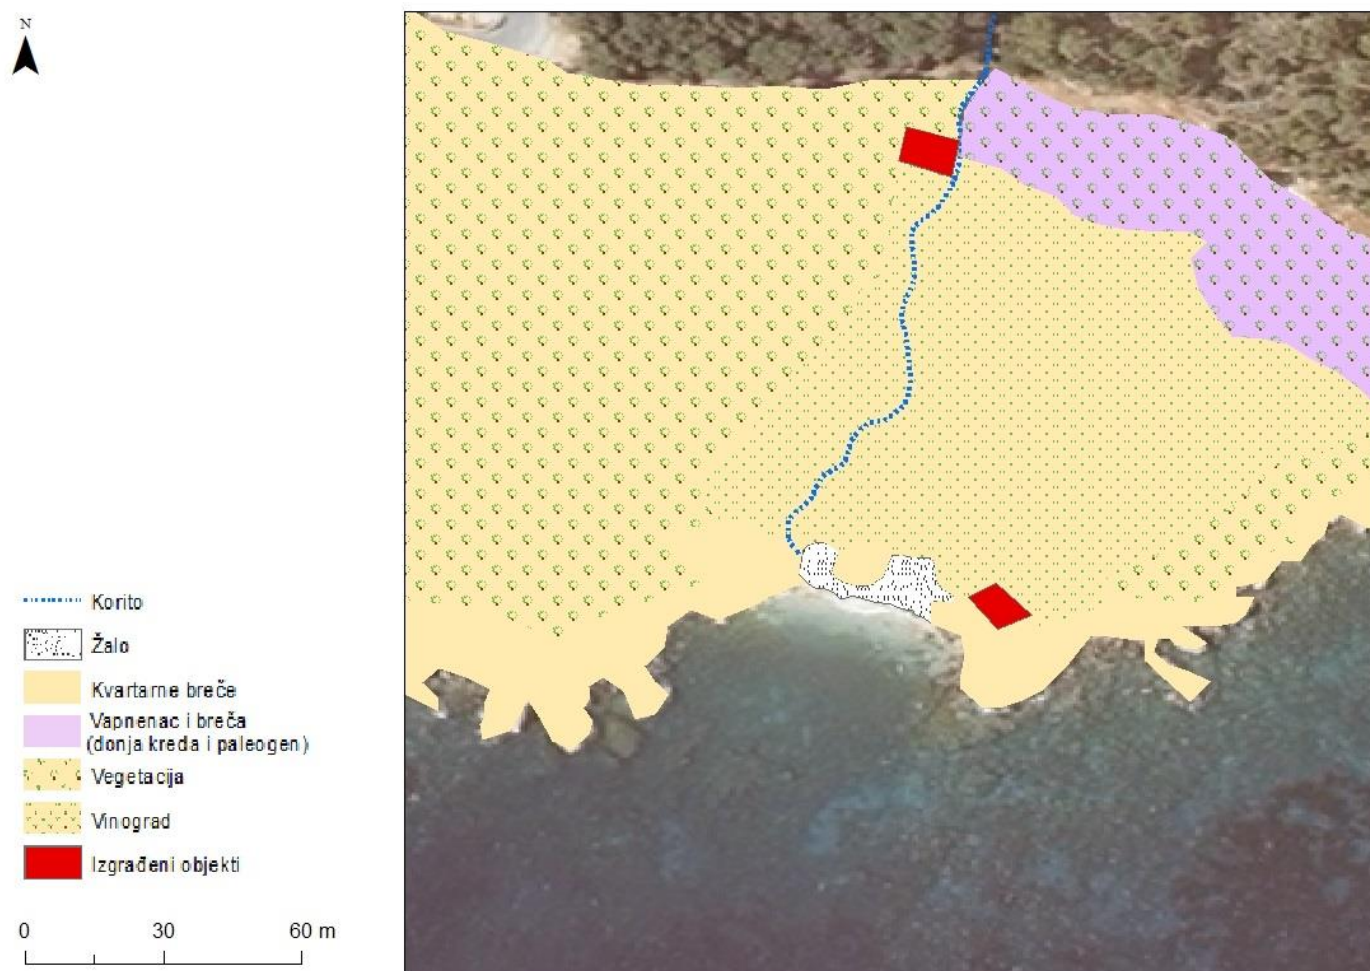 N
Korito
Žalo
Kvartarne breče
Vapnenac i breča
(donja kreda i paleogen)
Vegetacija
Vinograd
Izgrađeni objekti
0 30 60 m